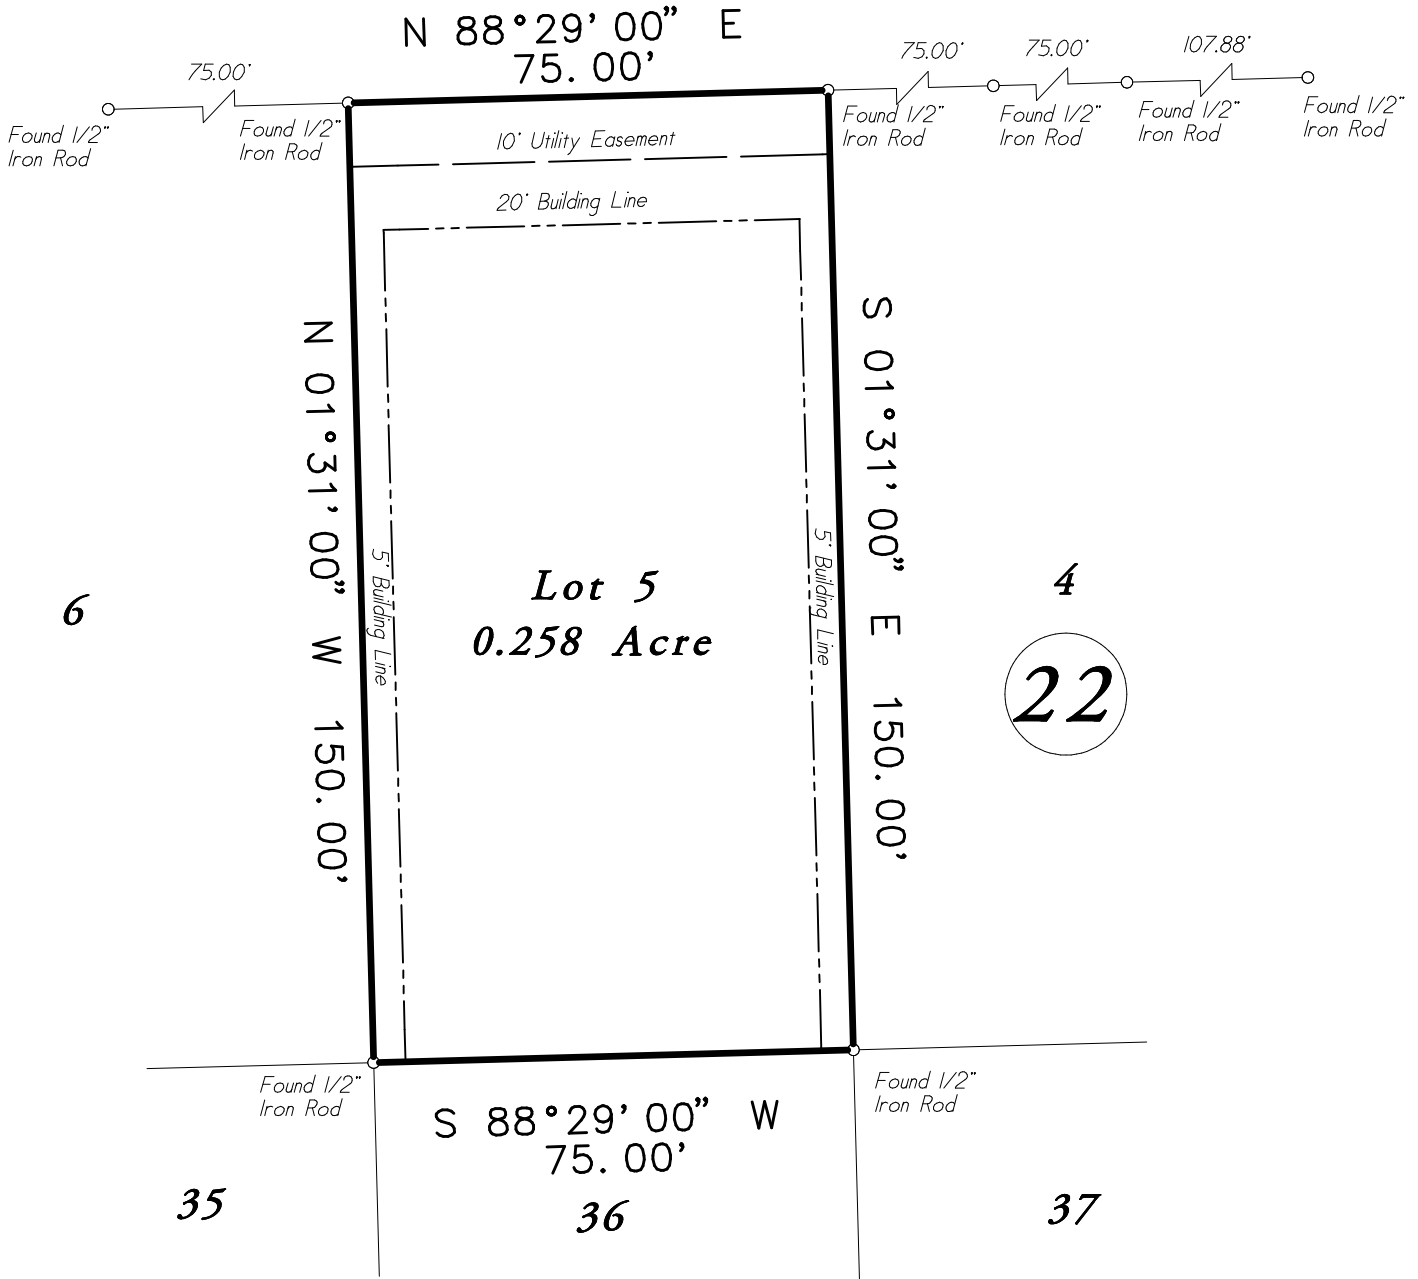 N 88°29'00" E
75.00'
75.00'
75.00'
75.00'
107.88'
Found 1/2"
Iron Rod
Found 1/2"
Iron Rod
Found 1/2"
Iron Rod
Found 1/2"
Iron Rod
Found 1/2"
Iron Rod
Found 1/2"
Iron Rod
10' Utility Easement
20' Building Line
N 01°31'00" W 150.00'
S 01°31'00" E 150.00'
5' Building Line
5' Building Line
Lot 5
0.258 Acre
6
4
22
Found 1/2"
Iron Rod
Found 1/2"
Iron Rod
S 88°29'00" W
75.00'
35
36
37